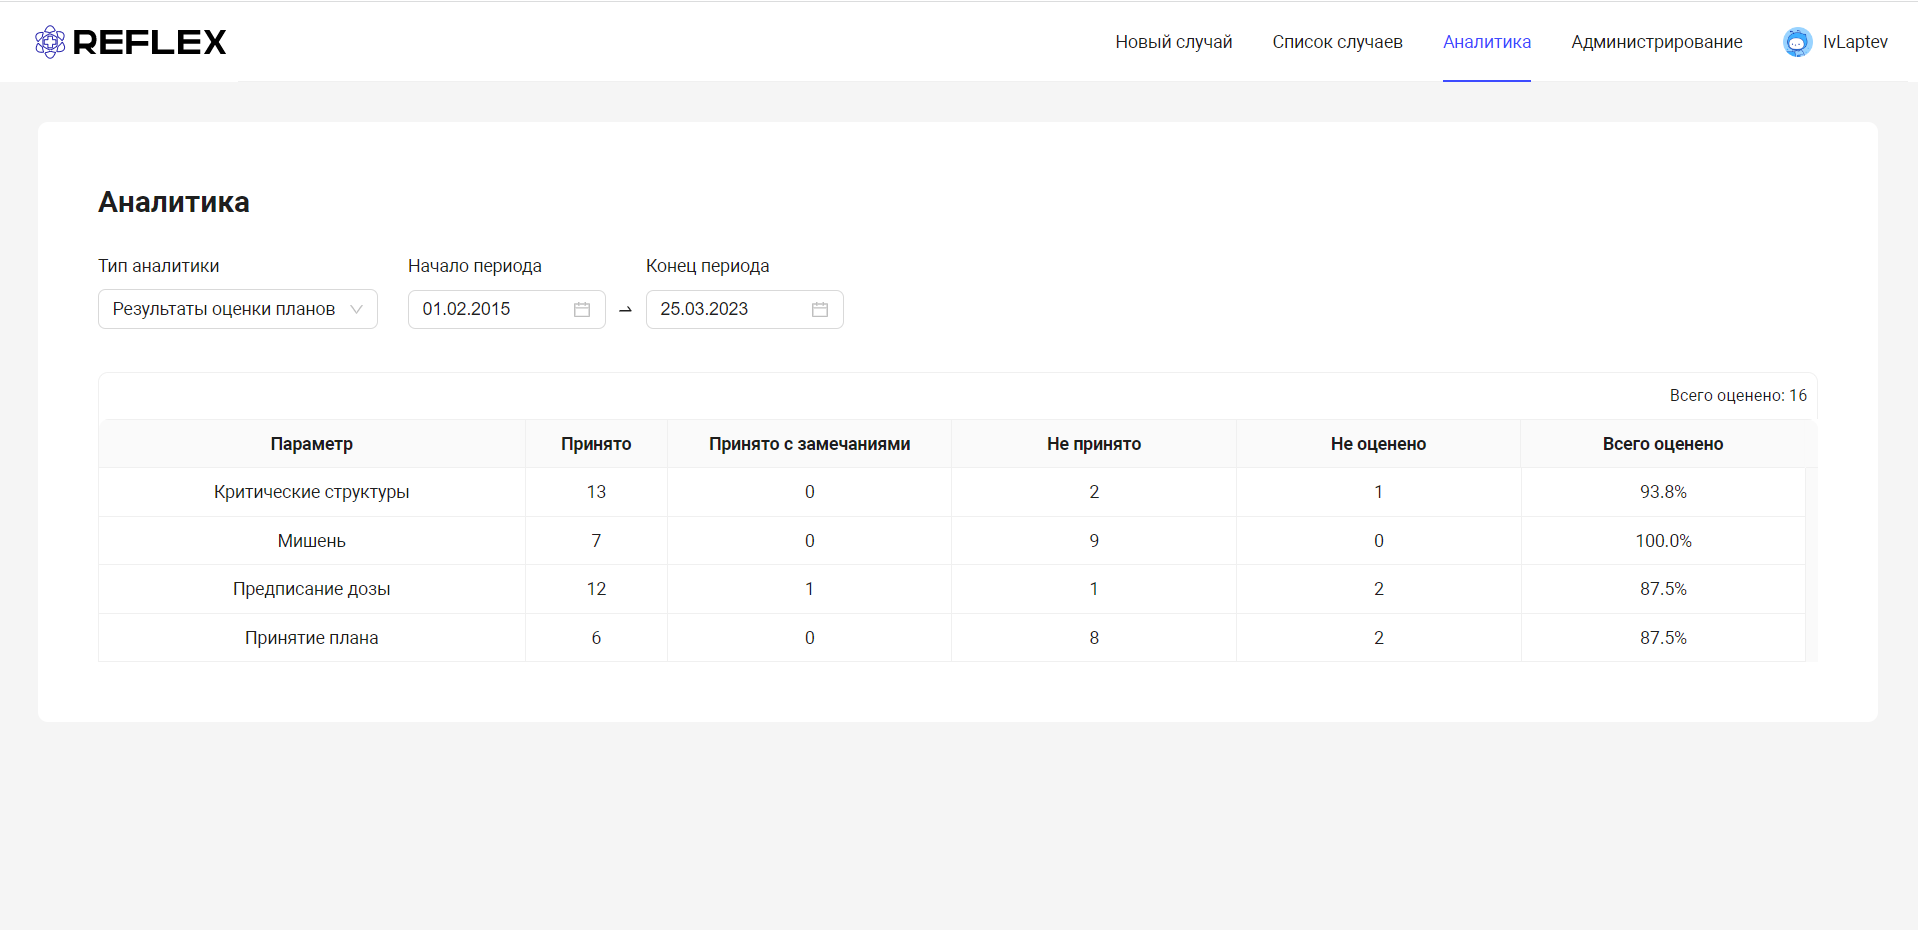 REFLEX Новый случай Список случаев Аналитика Администрирование IvLaptev
Аналитика
Тип аналитики Начало периода Конец периода
Результаты оценки планов 01.02.2015 → 25.03.2023
Всего оценено: 16
Параметр Принято Принято с замечаниями Не принято Не оценено Всего оценено
Критические структуры 13 0 2 1 93.8%
Мишень 7 0 9 0 100.0%
Предписание дозы 12 1 1 2 87.5%
Принятие плана 6 0 8 2 87.5%